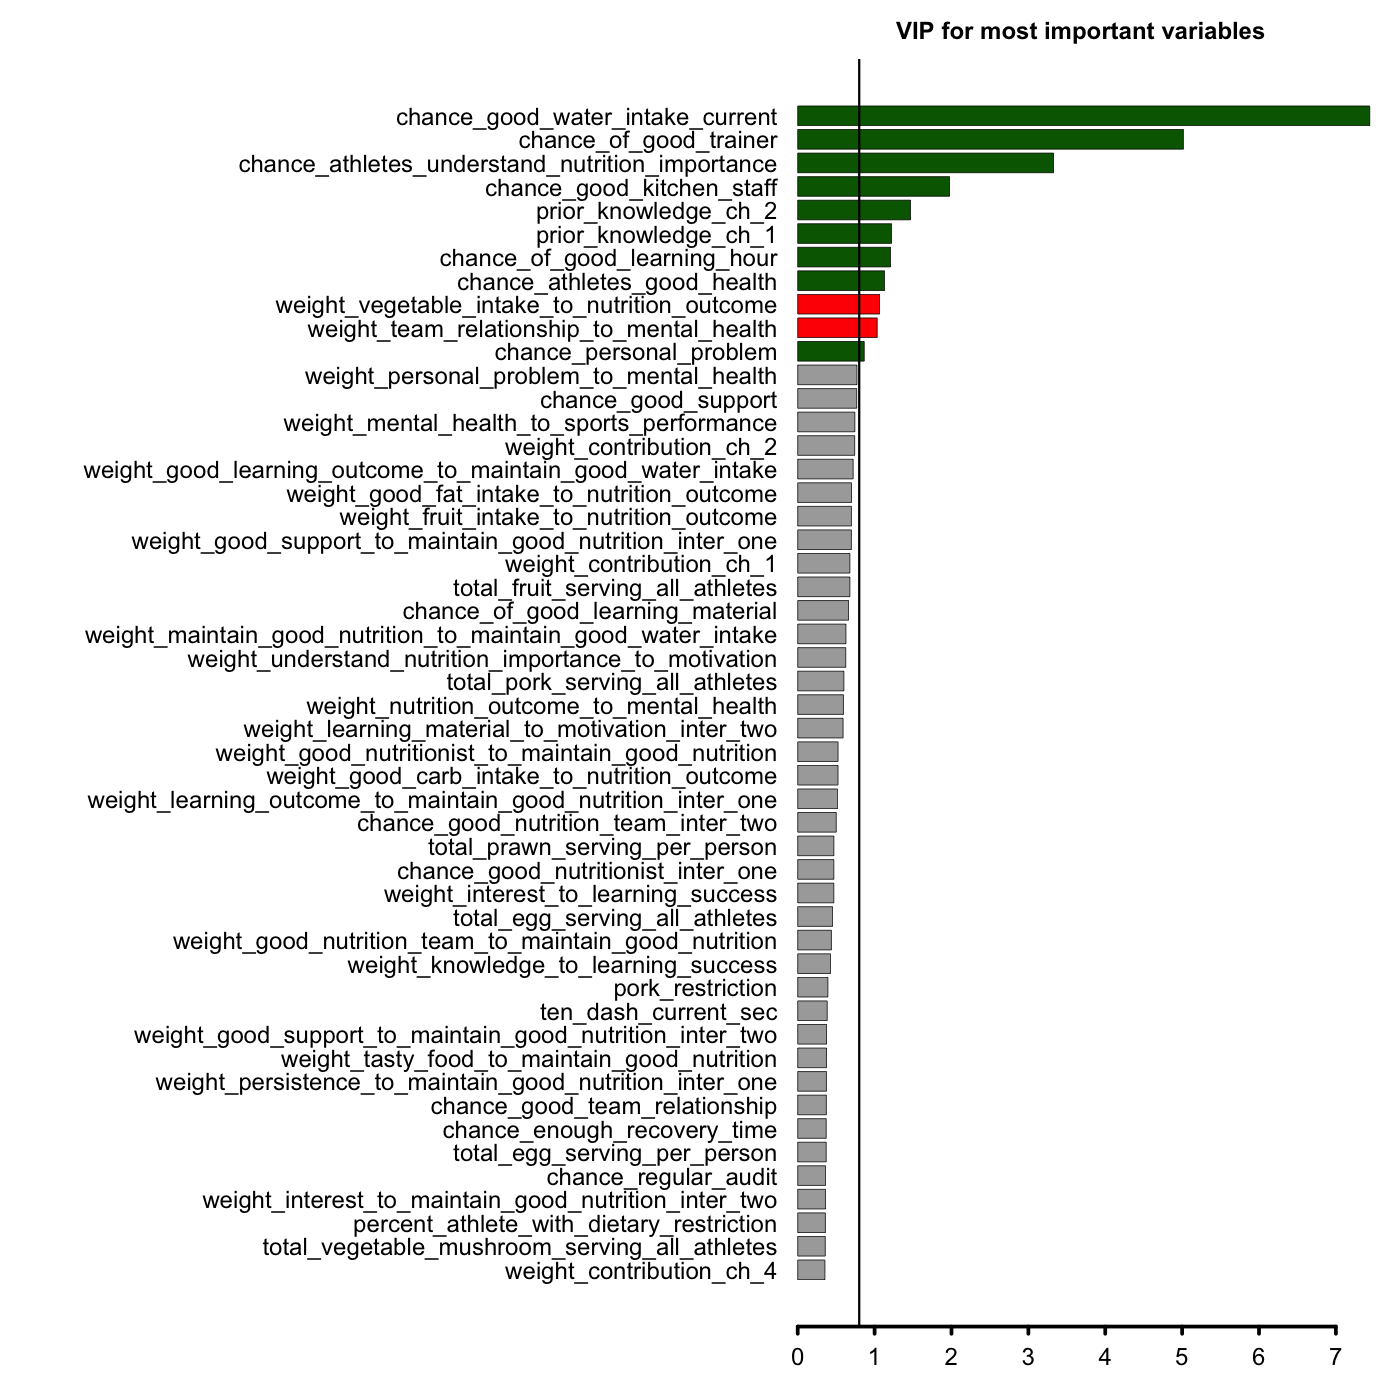 VIP for most important variables
chance_good_water_intake_current
chance_of_good_trainer
chance_athletes_understand_nutrition_importance
chance_good_kitchen_staff
prior_knowledge_ch_2
prior_knowledge_ch_1
chance_of_good_learning_hour
chance_athletes_good_health
weight_vegetable_intake_to_nutrition_outcome
weight_team_relationship_to_mental_health
chance_personal_problem
weight_personal_problem_to_mental_health
chance_good_support
weight_mental_health_to_sports_performance
weight_contribution_ch_2
weight_good_learning_outcome_to_maintain_good_water_intake
weight_good_fat_intake_to_nutrition_outcome
weight_fruit_intake_to_nutrition_outcome
weight_good_support_to_maintain_good_nutrition_inter_one
weight_contribution_ch_1
total_fruit_serving_all_athletes
chance_of_good_learning_material
weight_maintain_good_nutrition_to_maintain_good_water_intake
weight_understand_nutrition_importance_to_motivation
total_pork_serving_all_athletes
weight_nutrition_outcome_to_mental_health
weight_learning_material_to_motivation_inter_two
weight_good_nutritionist_to_maintain_good_nutrition
weight_good_carb_intake_to_nutrition_outcome
weight_learning_outcome_to_maintain_good_nutrition_inter_one
chance_good_nutrition_team_inter_two
total_prawn_serving_per_person
chance_good_nutritionist_inter_one
weight_interest_to_learning_success
total_egg_serving_all_athletes
weight_good_nutrition_team_to_maintain_good_nutrition
weight_knowledge_to_learning_success
pork_restriction
ten_dash_current_sec
weight_good_support_to_maintain_good_nutrition_inter_two
weight_tasty_food_to_maintain_good_nutrition
weight_persistence_to_maintain_good_nutrition_inter_one
chance_good_team_relationship
chance_enough_recovery_time
total_egg_serving_per_person
chance_regular_audit
weight_interest_to_maintain_good_nutrition_inter_two
percent_athlete_with_dietary_restriction
total_vegetable_mushroom_serving_all_athletes
weight_contribution_ch_4
0 1 2 3 4 5 6 7